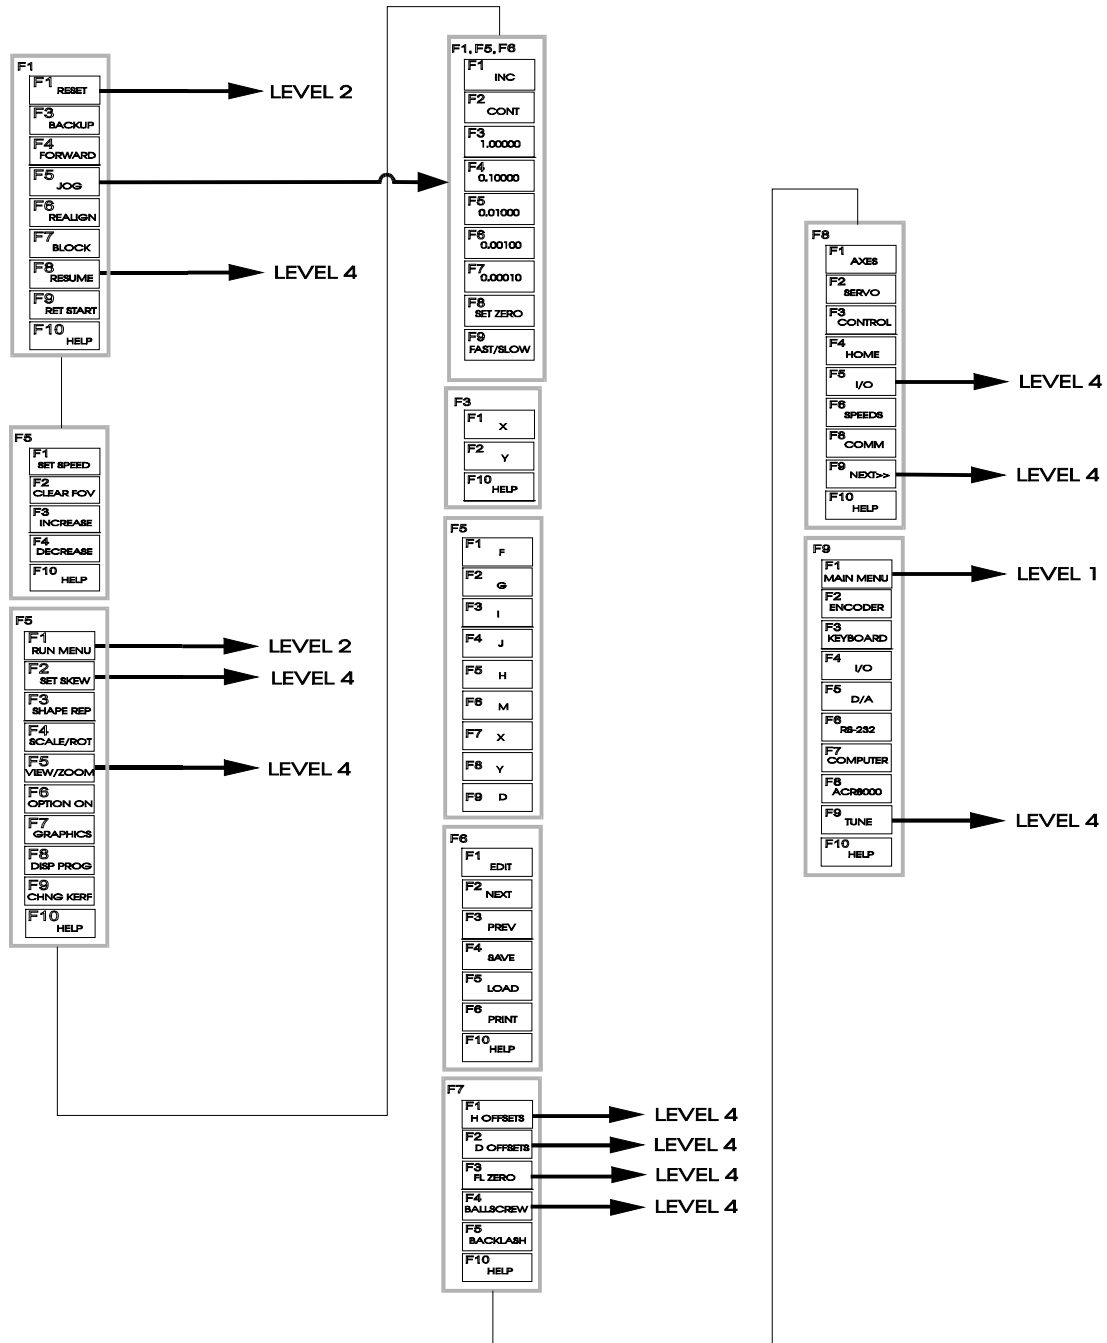 F1
F1 RESET
LEVEL 2
F3 BACKUP
F4 FORWARD
F5 JOG
F6 REALIGN
F7 BLOCK
F8 RESUME
LEVEL 4
F9 RET START
F10 HELP
F5
F1 SET SPEED
F2 CLEAR FOV
F3 INCREASE
F4 DECREASE
F10 HELP
F5
F1 RUN MENU
LEVEL 2
F2 SET SKEW
LEVEL 4
F3 SHAPE REP
F4 SCALE/ROT
F5 VIEW/ZOOM
LEVEL 4
F6 OPTION ON
F7 GRAPHICS
F8 DISP PROG
F9 CHNG KERF
F10 HELP
F1, F5, F6
F1 INC
F2 CONT
F3 1.00000
F4 0.10000
F5 0.01000
F6 0.00100
F7 0.00010
F8 SET ZERO
F9 FAST/SLOW
F3
F1 X
F2 Y
F10 HELP
F5
F1 F
F2 G
F3 I
F4 J
F5 H
F6 M
F7 X
F8 Y
F9 D
F6
F1 EDIT
F2 NEXT
F3 PREV
F4 SAVE
F5 LOAD
F6 PRINT
F10 HELP
F7
F1 H OFFSETS
LEVEL 4
F2 D OFFSETS
LEVEL 4
F3 FL ZERO
LEVEL 4
F4 BALLSCREW
LEVEL 4
F5 BACKLASH
F10 HELP
F8
F1 AXES
F2 SERVO
F3 CONTROL
F4 HOME
F5 I/O
LEVEL 4
F6 SPEEDS
F8 COMM
F9 NEXT>>
LEVEL 4
F10 HELP
F9
F1 MAIN MENU
LEVEL 1
F2 ENCODER
F3 KEYBOARD
F4 I/O
F5 D/A
F6 RS-232
F7 COMPUTER
F8 ACR8000
F9 TUNE
LEVEL 4
F10 HELP